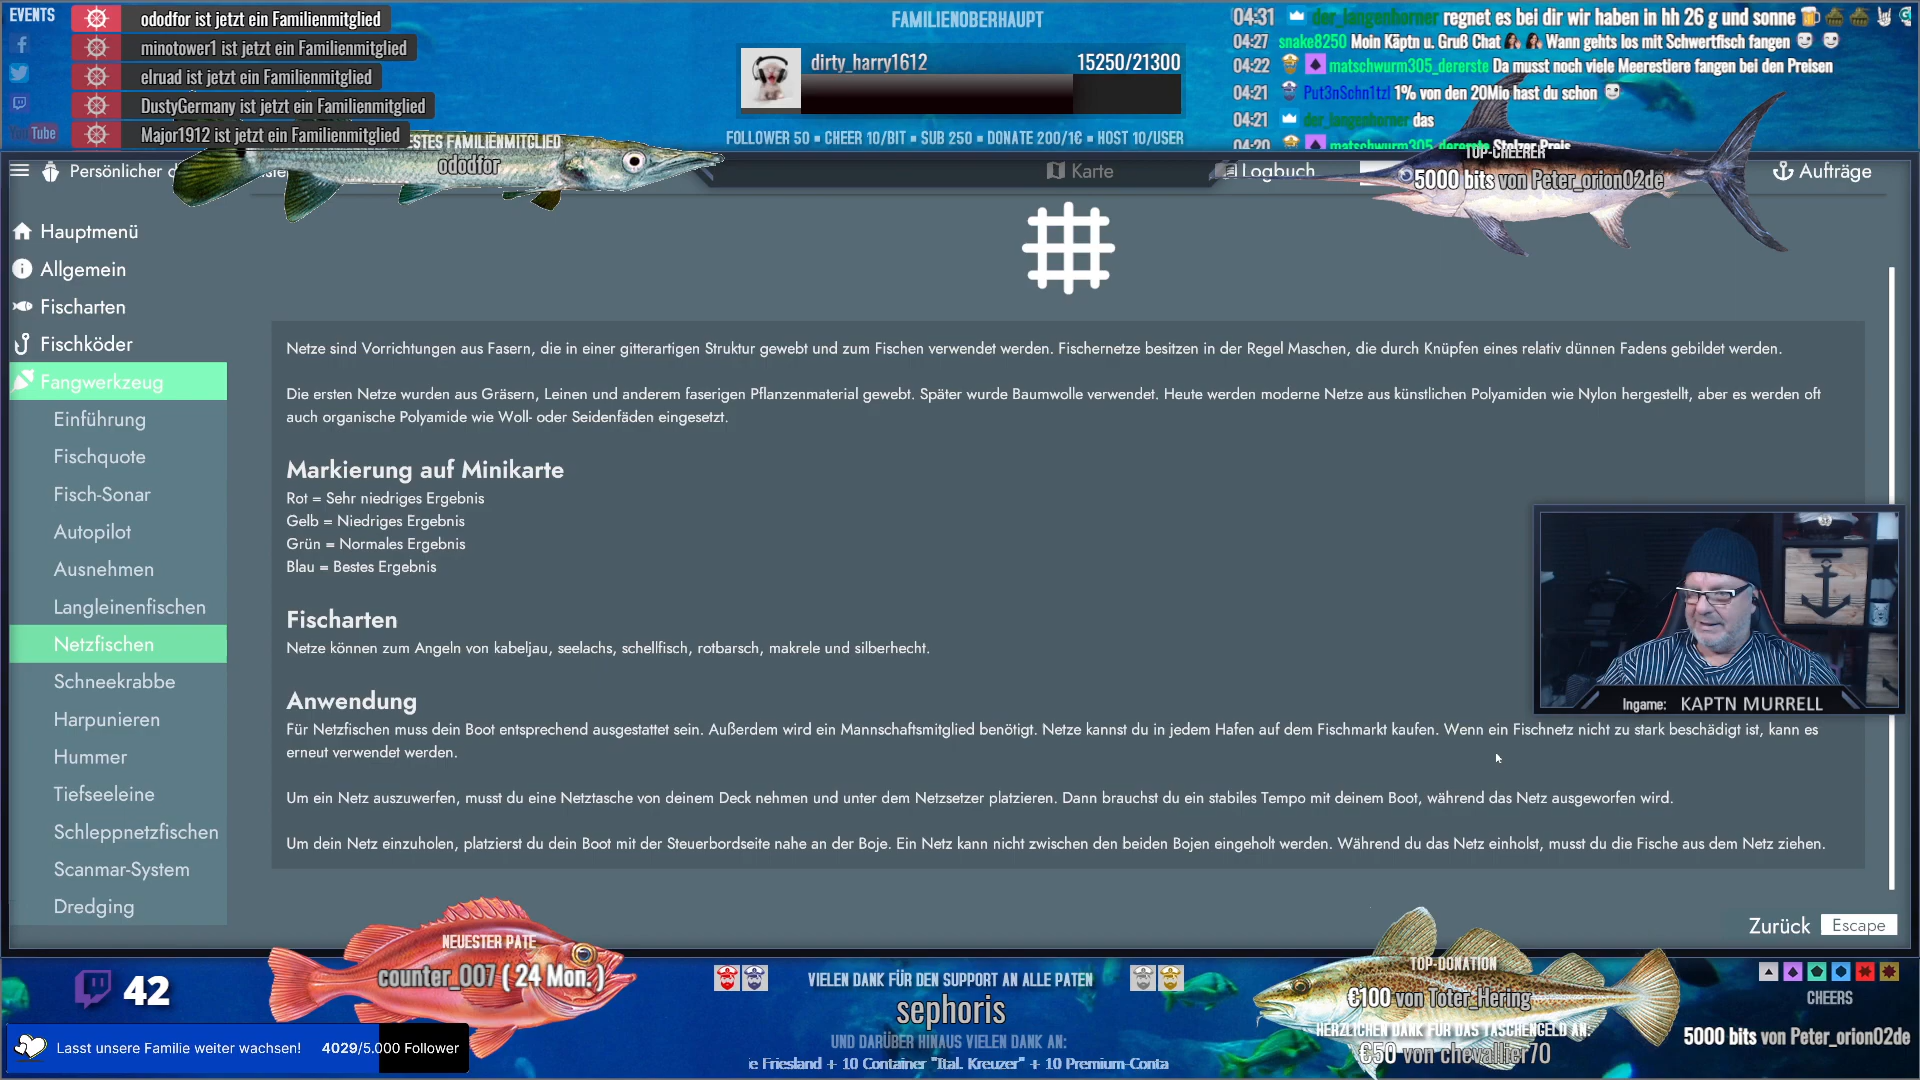 EVENTS
ododfor ist jetzt ein Familienmitglied
minotower1 ist jetzt ein Familienmitglied
elruad ist jetzt ein Familienmitglied
DustyGermany ist jetzt ein Familienmitglied
Major1912 ist jetzt ein Familienmitglied
YouTube
FAMILIENOBERHAUPT
dirty_harry1612 15250/21300
FOLLOWER 50 ▪ CHEER 10/BIT ▪ SUB 250 ▪ DONATE 200/1€ ▪ HOST 10/USER
04:31 der_langenhorner regnet es bei dir wir haben in hh 26 g und sonne
04:27 snake8250 Moin Käptn u. Gruß Chat Wann gehts los mit Schwertfisch fangen
04:22 matschwurm305_dererste Da musst noch viele Meerestiere fangen bei den Preisen
04:21 Put3nSchn1tzl 1% von den 20Mio hast du schon
04:21 der_langenhorner das
04:20 matschwurm305_dererste Stolzer Preis
ESTES FAMILIENMITGLIED
ododfor
TOP-CHEERER
5000 bits von Peter_orion02de
Persönlicher
Karte
Logbuch
Aufträge
Hauptmenü
Allgemein
Fischarten
Fischköder
Fangwerkzeug
Einführung
Fischquote
Fisch-Sonar
Autopilot
Ausnehmen
Langleinenfischen
Netzfischen
Schneekrabbe
Harpunieren
Hummer
Tiefseeleine
Schleppnetzfischen
Scanmar-System
Dredging
Netze sind Vorrichtungen aus Fasern, die in einer gitterartigen Struktur gewebt und zum Fischen verwendet werden. Fischernetze besitzen in der Regel Maschen, die durch Knüpfen eines relativ dünnen Fadens gebildet werden.
Die ersten Netze wurden aus Gräsern, Leinen und anderem faserigen Pflanzenmaterial gewebt. Später wurde Baumwolle verwendet. Heute werden moderne Netze aus künstlichen Polyamiden wie Nylon hergestellt, aber es werden oft
auch organische Polyamide wie Woll- oder Seidenfäden eingesetzt.
Markierung auf Minikarte
Rot = Sehr niedriges Ergebnis
Gelb = Niedriges Ergebnis
Grün = Normales Ergebnis
Blau = Bestes Ergebnis
Fischarten
Netze können zum Angeln von kabeljau, seelachs, schellfisch, rotbarsch, makrele und silberhecht.
Anwendung
Für Netzfischen muss dein Boot entsprechend ausgestattet sein. Außerdem wird ein Mannschaftsmitglied benötigt. Netze kannst du in jedem Hafen auf dem Fischmarkt kaufen. Wenn ein Fischnetz nicht zu stark beschädigt ist, kann es
erneut verwendet werden.
Um ein Netz auszuwerfen, musst du eine Netztasche von deinem Deck nehmen und unter dem Netzsetzer platzieren. Dann brauchst du ein stabiles Tempo mit deinem Boot, während das Netz ausgeworfen wird.
Um dein Netz einzuholen, platzierst du dein Boot mit der Steuerbordseite nahe an der Boje. Ein Netz kann nicht zwischen den beiden Bojen eingeholt werden. Während du das Netz einholst, musst du die Fische aus dem Netz ziehen.
Ingame: KAPTN MURRELL
Zurück Escape
42
Lasst unsere Familie weiter wachsen! 4029/5.000 Follower
NEUESTER PATE
counter_007 ( 24 Mon. )
VIELEN DANK FÜR DEN SUPPORT AN ALLE PATEN
sephoris
UND DARÜBER HINAUS VIELEN DANK AN:
e Friesland + 10 Container "Ital. Kreuzer" + 10 Premium-Conta
TOP-DONATION
€100 von Toter_Hering
HERZLICHEN DANK FÜR DAS TASCHENGELD AN:
€50 von chevallier70
CHEERS
5000 bits von Peter_orion02de